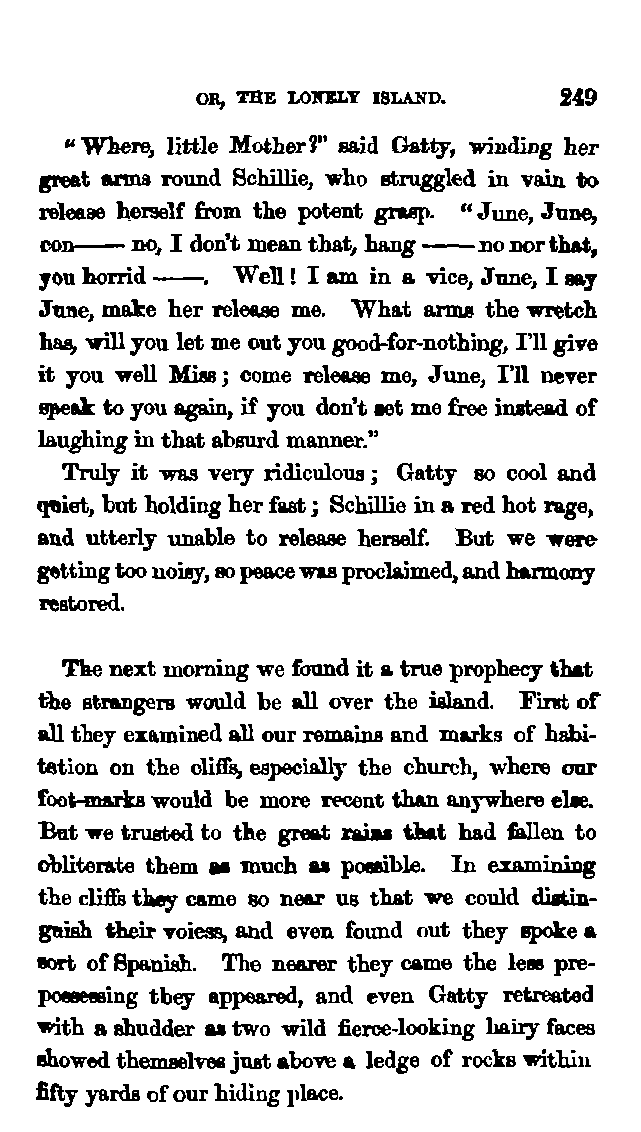 OR, THE LONELY ISLAND. 249
“Where, little Mother?” said Gatty, winding her
great arms round Schillie, who struggled in vain to
release herself from the potent grasp. “June, June,
con—— no, I don’t mean that, hang ——no nor that,
you horrid ——. Well! I am in a vice, June, I say
June, make her release me. What arms the wretch
has, will you let me out you good-for-nothing, I’ll give
it you well Miss; come release me, June, I’ll never
speak to you again, if you don’t set me free instead of
laughing in that absurd manner.”
Truly it was very ridiculous; Gatty so cool and
quiet, but holding her fast; Schillie in a red hot rage,
and utterly unable to release herself. But we were
getting too noisy, so peace was proclaimed, and harmony
restored.
The next morning we found it a true prophecy that
the strangers would be all over the island. First of
all they examined all our remains and marks of habi-
tation on the cliffs, especially the church, where our
foot-marks would be more recent than anywhere else.
But we trusted to the great rains that had fallen to
obliterate them as much as possible. In examining
the cliffs they came so near us that we could distin-
guish their voiess, and even found out they spoke a
sort of Spanish. The nearer they came the less pre-
possessing they appeared, and even Gatty retreated
with a shudder as two wild fierce-looking hairy faces
showed themselves just above a ledge of rocks within
fifty yards of our hiding place.